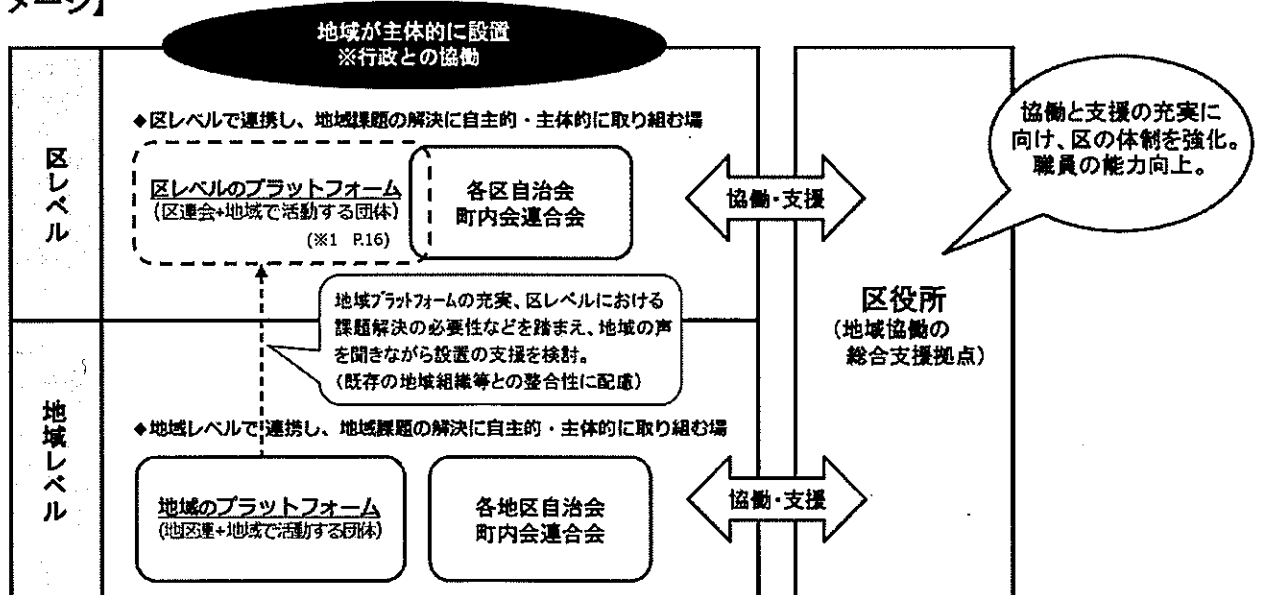 メージ】
地域が主体的に設置
※行政との協働
区レベル
◆区レベルで連携し、地域課題の解決に自主的・主体的に取り組む場
区レベルのプラットフォーム
(区連会+地域で活動する団体)
(※1 P.16)
各区自治会
町内会連合会
協働・支援
協働と支援の充実に
向け、区の体制を強化。
職員の能力向上。
地域プラットフォームの充実、区レベルにおける
課題解決の必要性などを踏まえ、地域の声
を聞きながら設置の支援を検討。
(既存の地域組織等との整合性に配慮)
区役所
(地域協働の
総合支援拠点)
地域レベル
◆地域レベルで連携し、地域課題の解決に自主的・主体的に取り組む場
地域のプラットフォーム
(地区連+地域で活動する団体)
各地区自治会
町内会連合会
協働・支援